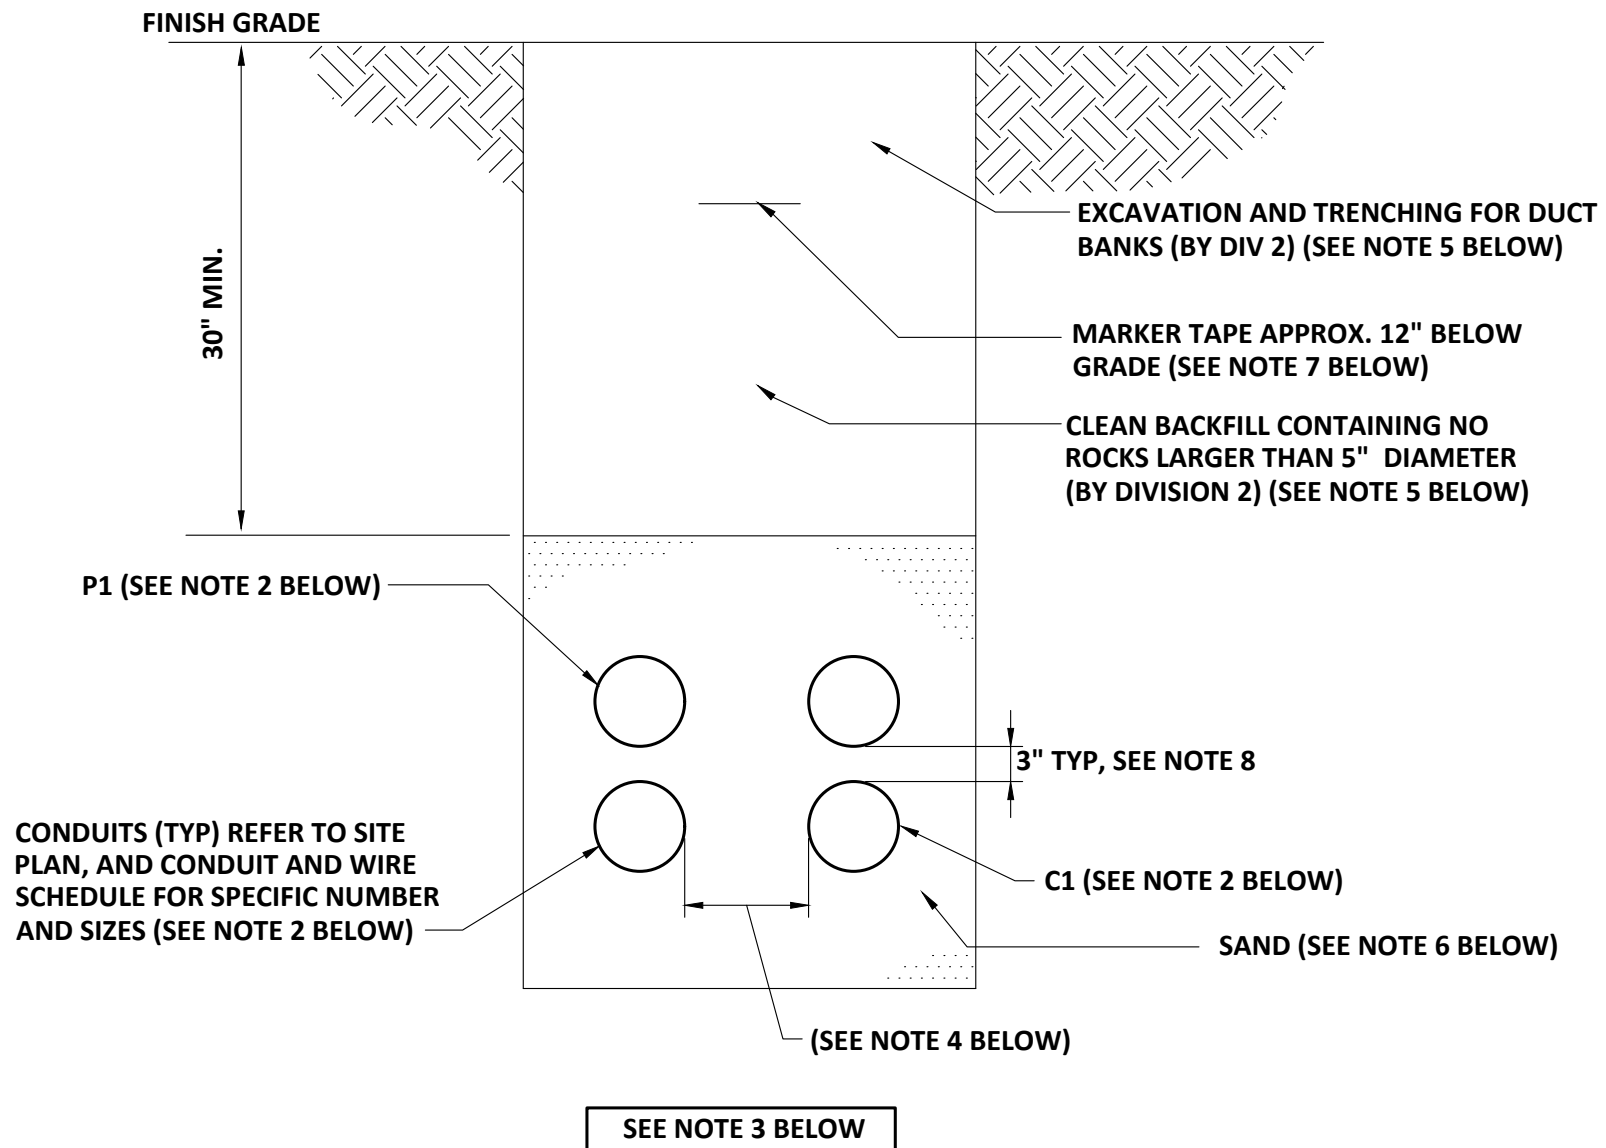 FINISH GRADE
30" MIN.
EXCAVATION AND TRENCHING FOR DUCT
BANKS (BY DIV 2) (SEE NOTE 5 BELOW)
MARKER TAPE APPROX. 12" BELOW
GRADE (SEE NOTE 7 BELOW)
CLEAN BACKFILL CONTAINING NO
ROCKS LARGER THAN 5" DIAMETER
(BY DIVISION 2) (SEE NOTE 5 BELOW)
P1 (SEE NOTE 2 BELOW)
3" TYP, SEE NOTE 8
CONDUITS (TYP) REFER TO SITE
PLAN, AND CONDUIT AND WIRE
SCHEDULE FOR SPECIFIC NUMBER
AND SIZES (SEE NOTE 2 BELOW)
C1 (SEE NOTE 2 BELOW)
SAND (SEE NOTE 6 BELOW)
(SEE NOTE 4 BELOW)
SEE NOTE 3 BELOW